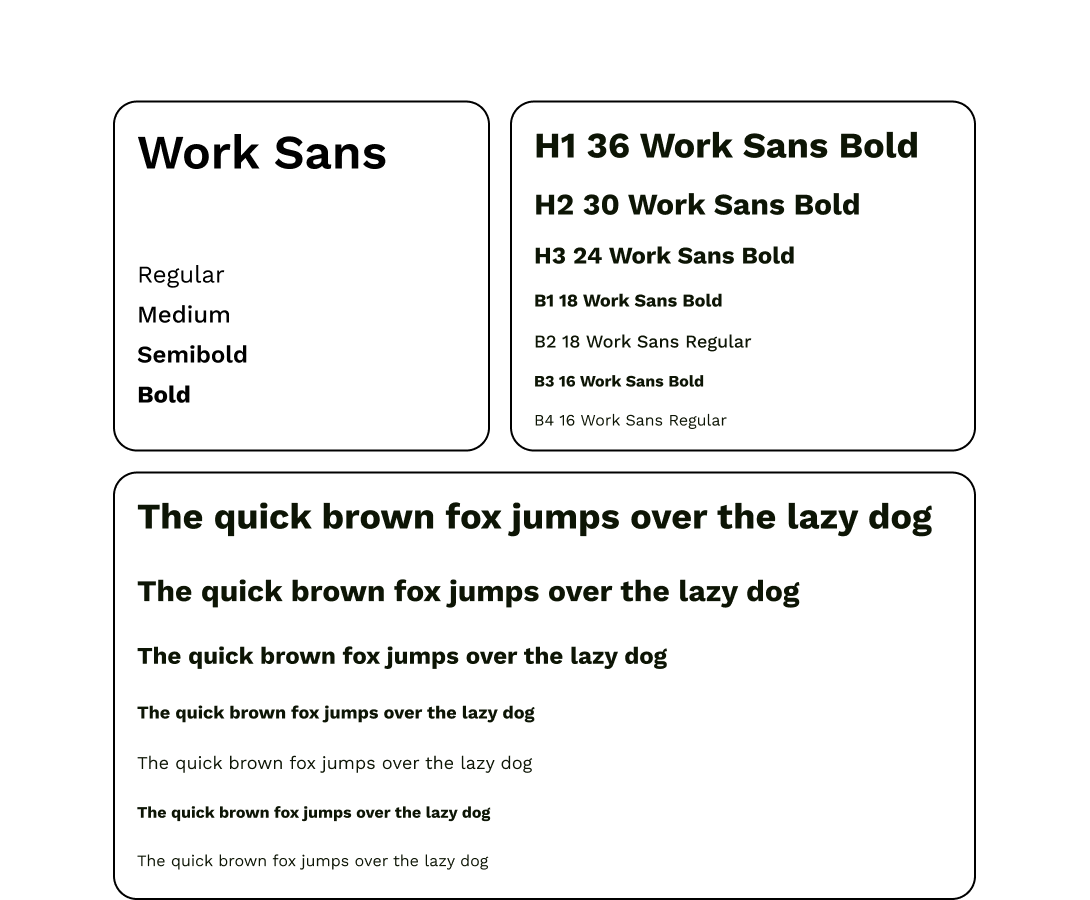 Work Sans
Regular
Medium
Semibold
Bold
H1 36 Work Sans Bold
H2 30 Work Sans Bold
H3 24 Work Sans Bold
B1 18 Work Sans Bold
B2 18 Work Sans Regular
B3 16 Work Sans Bold
B4 16 Work Sans Regular
The quick brown fox jumps over the lazy dog
The quick brown fox jumps over the lazy dog
The quick brown fox jumps over the lazy dog
The quick brown fox jumps over the lazy dog
The quick brown fox jumps over the lazy dog
The quick brown fox jumps over the lazy dog
The quick brown fox jumps over the lazy dog